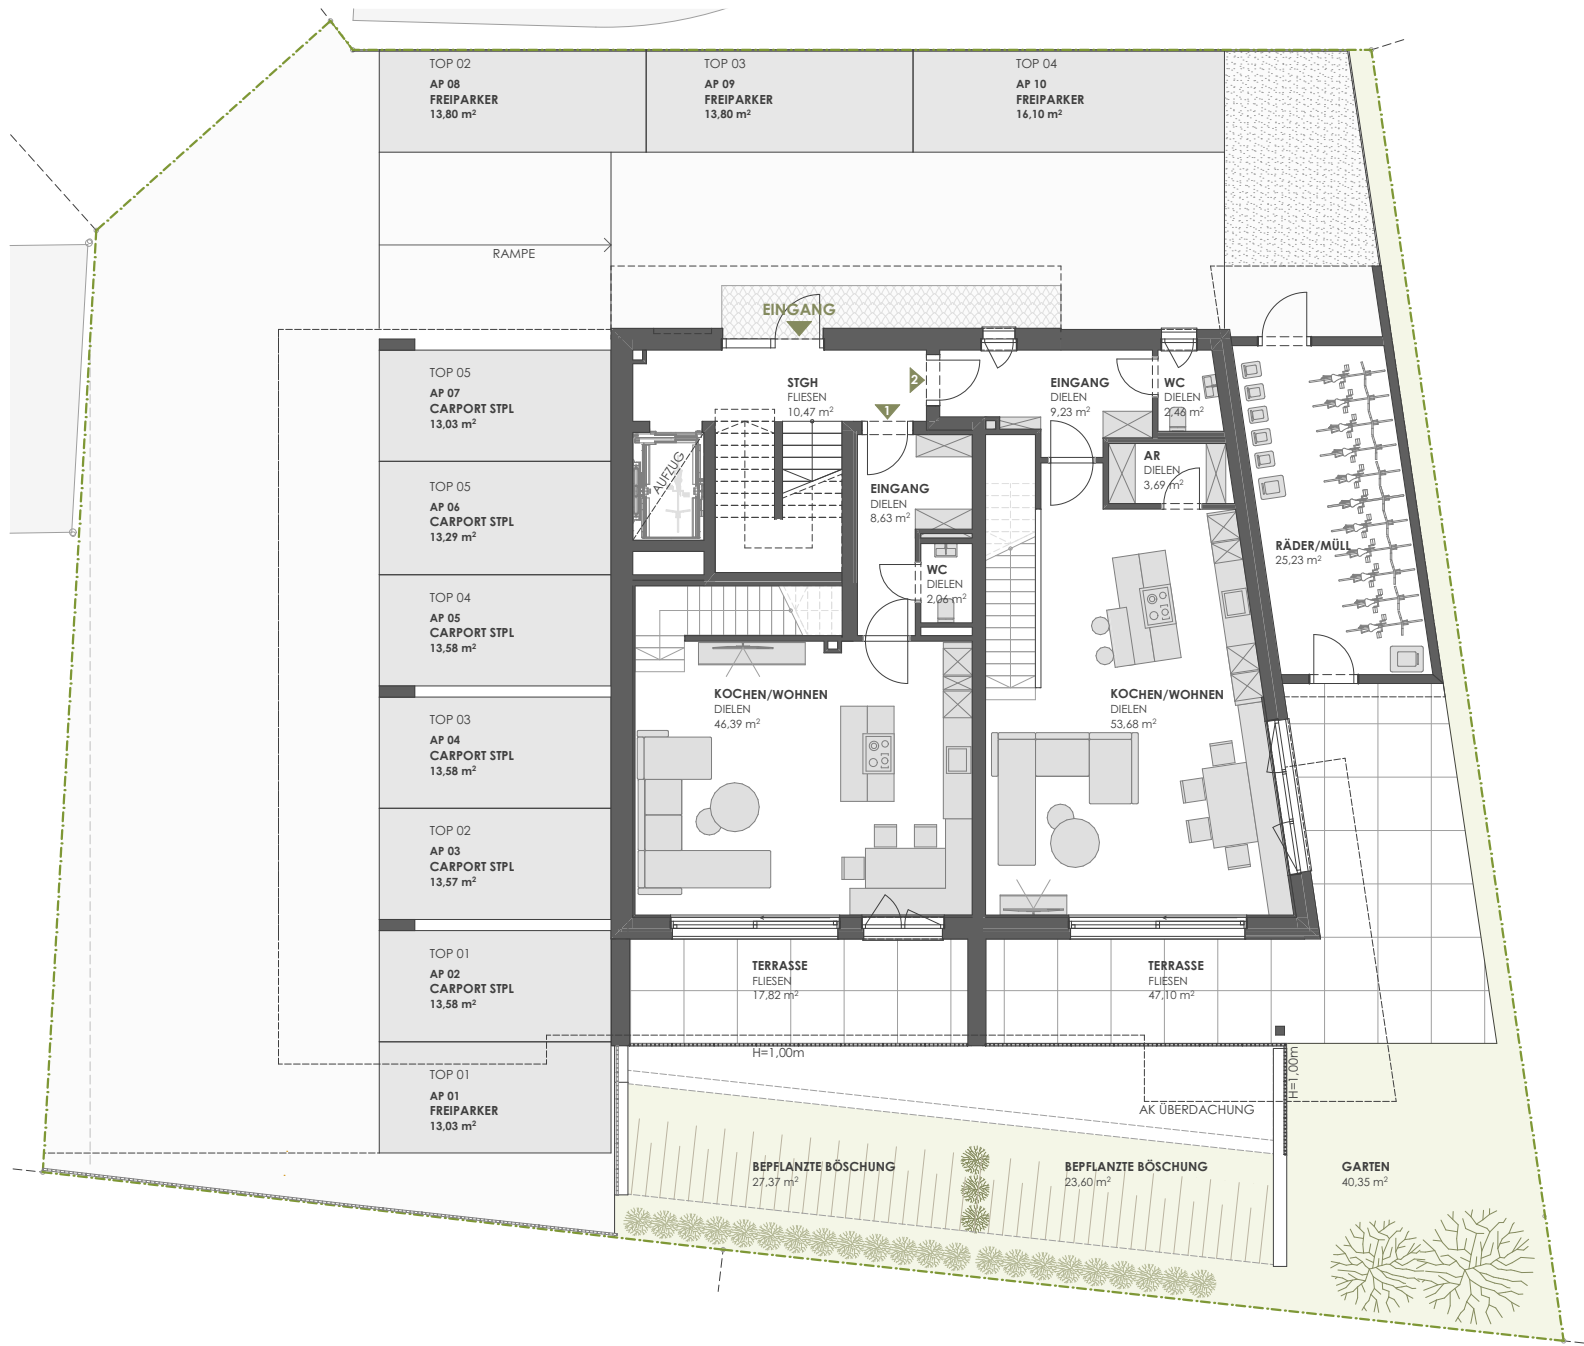 TOP 02
AP 08
FREIPARKER
13,80 m²
TOP 03
AP 09
FREIPARKER
13,80 m²
TOP 04
AP 10
FREIPARKER
16,10 m²
RAMPE
EINGANG
TOP 05
AP 07
CARPORT STPL
13,03 m²
STGH
FLIESEN
10,47 m²
2
1
EINGANG
DIELEN
9,23 m²
WC
DIELEN
2,46 m²
AUFZUG
AR
DIELEN
3,69 m²
TOP 05
AP 06
CARPORT STPL
13,29 m²
EINGANG
DIELEN
8,63 m²
WC
DIELEN
2,06 m²
RÄDER/MÜLL
25,23 m²
TOP 04
AP 05
CARPORT STPL
13,58 m²
KOCHEN/WOHNEN
DIELEN
46,39 m²
KOCHEN/WOHNEN
DIELEN
53,68 m²
TOP 03
AP 04
CARPORT STPL
13,58 m²
TOP 02
AP 03
CARPORT STPL
13,57 m²
TOP 01
AP 02
CARPORT STPL
13,58 m²
TERRASSE
FLIESEN
17,82 m²
TERRASSE
FLIESEN
47,10 m²
H=1,00m
H=1,00m
TOP 01
AP 01
FREIPARKER
13,03 m²
AK ÜBERDACHUNG
BEPFLANZTE BÖSCHUNG
27,37 m²
BEPFLANZTE BÖSCHUNG
23,60 m²
GARTEN
40,35 m²